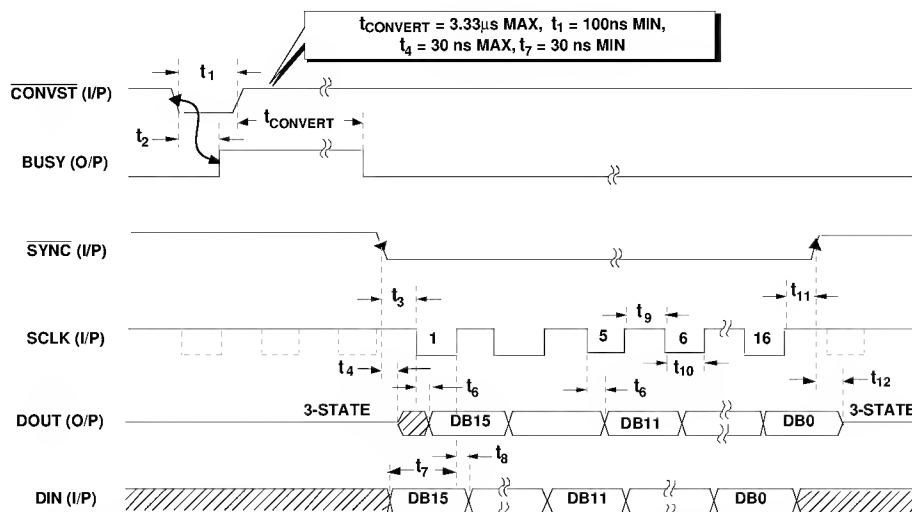 tCONVERT = 3.33µs MAX, t1 = 100ns MIN,
t4 = 30 ns MAX, t7 = 30 ns MIN
t1
CONVST (I/P)
tCONVERT
t2
BUSY (O/P)
SYNC (I/P)
t3
t11
t9
SCLK (I/P)
1
5
6
16
t4
t6
t6
t10
t12
3-STATE
3-STATE
DOUT (O/P)
DB15
DB11
DB0
t7
t8
DIN (I/P)
DB15
DB11
DB0